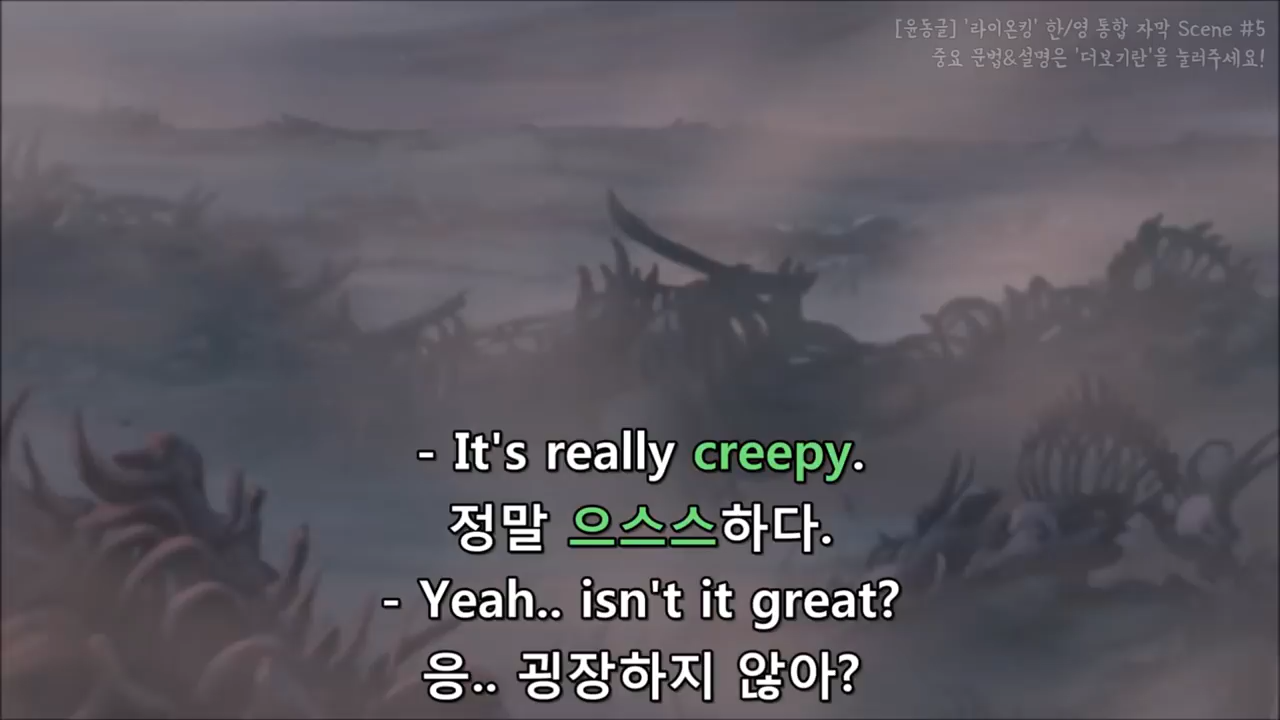 [윤동글] '라이온킹' 한/영 통합 자막 Scene #5
중요 문법&설명은 '더보기란'을 눌러주세요!
- It's really creepy.
정말 으스스하다.
- Yeah.. isn't it great?
응.. 굉장하지 않아?